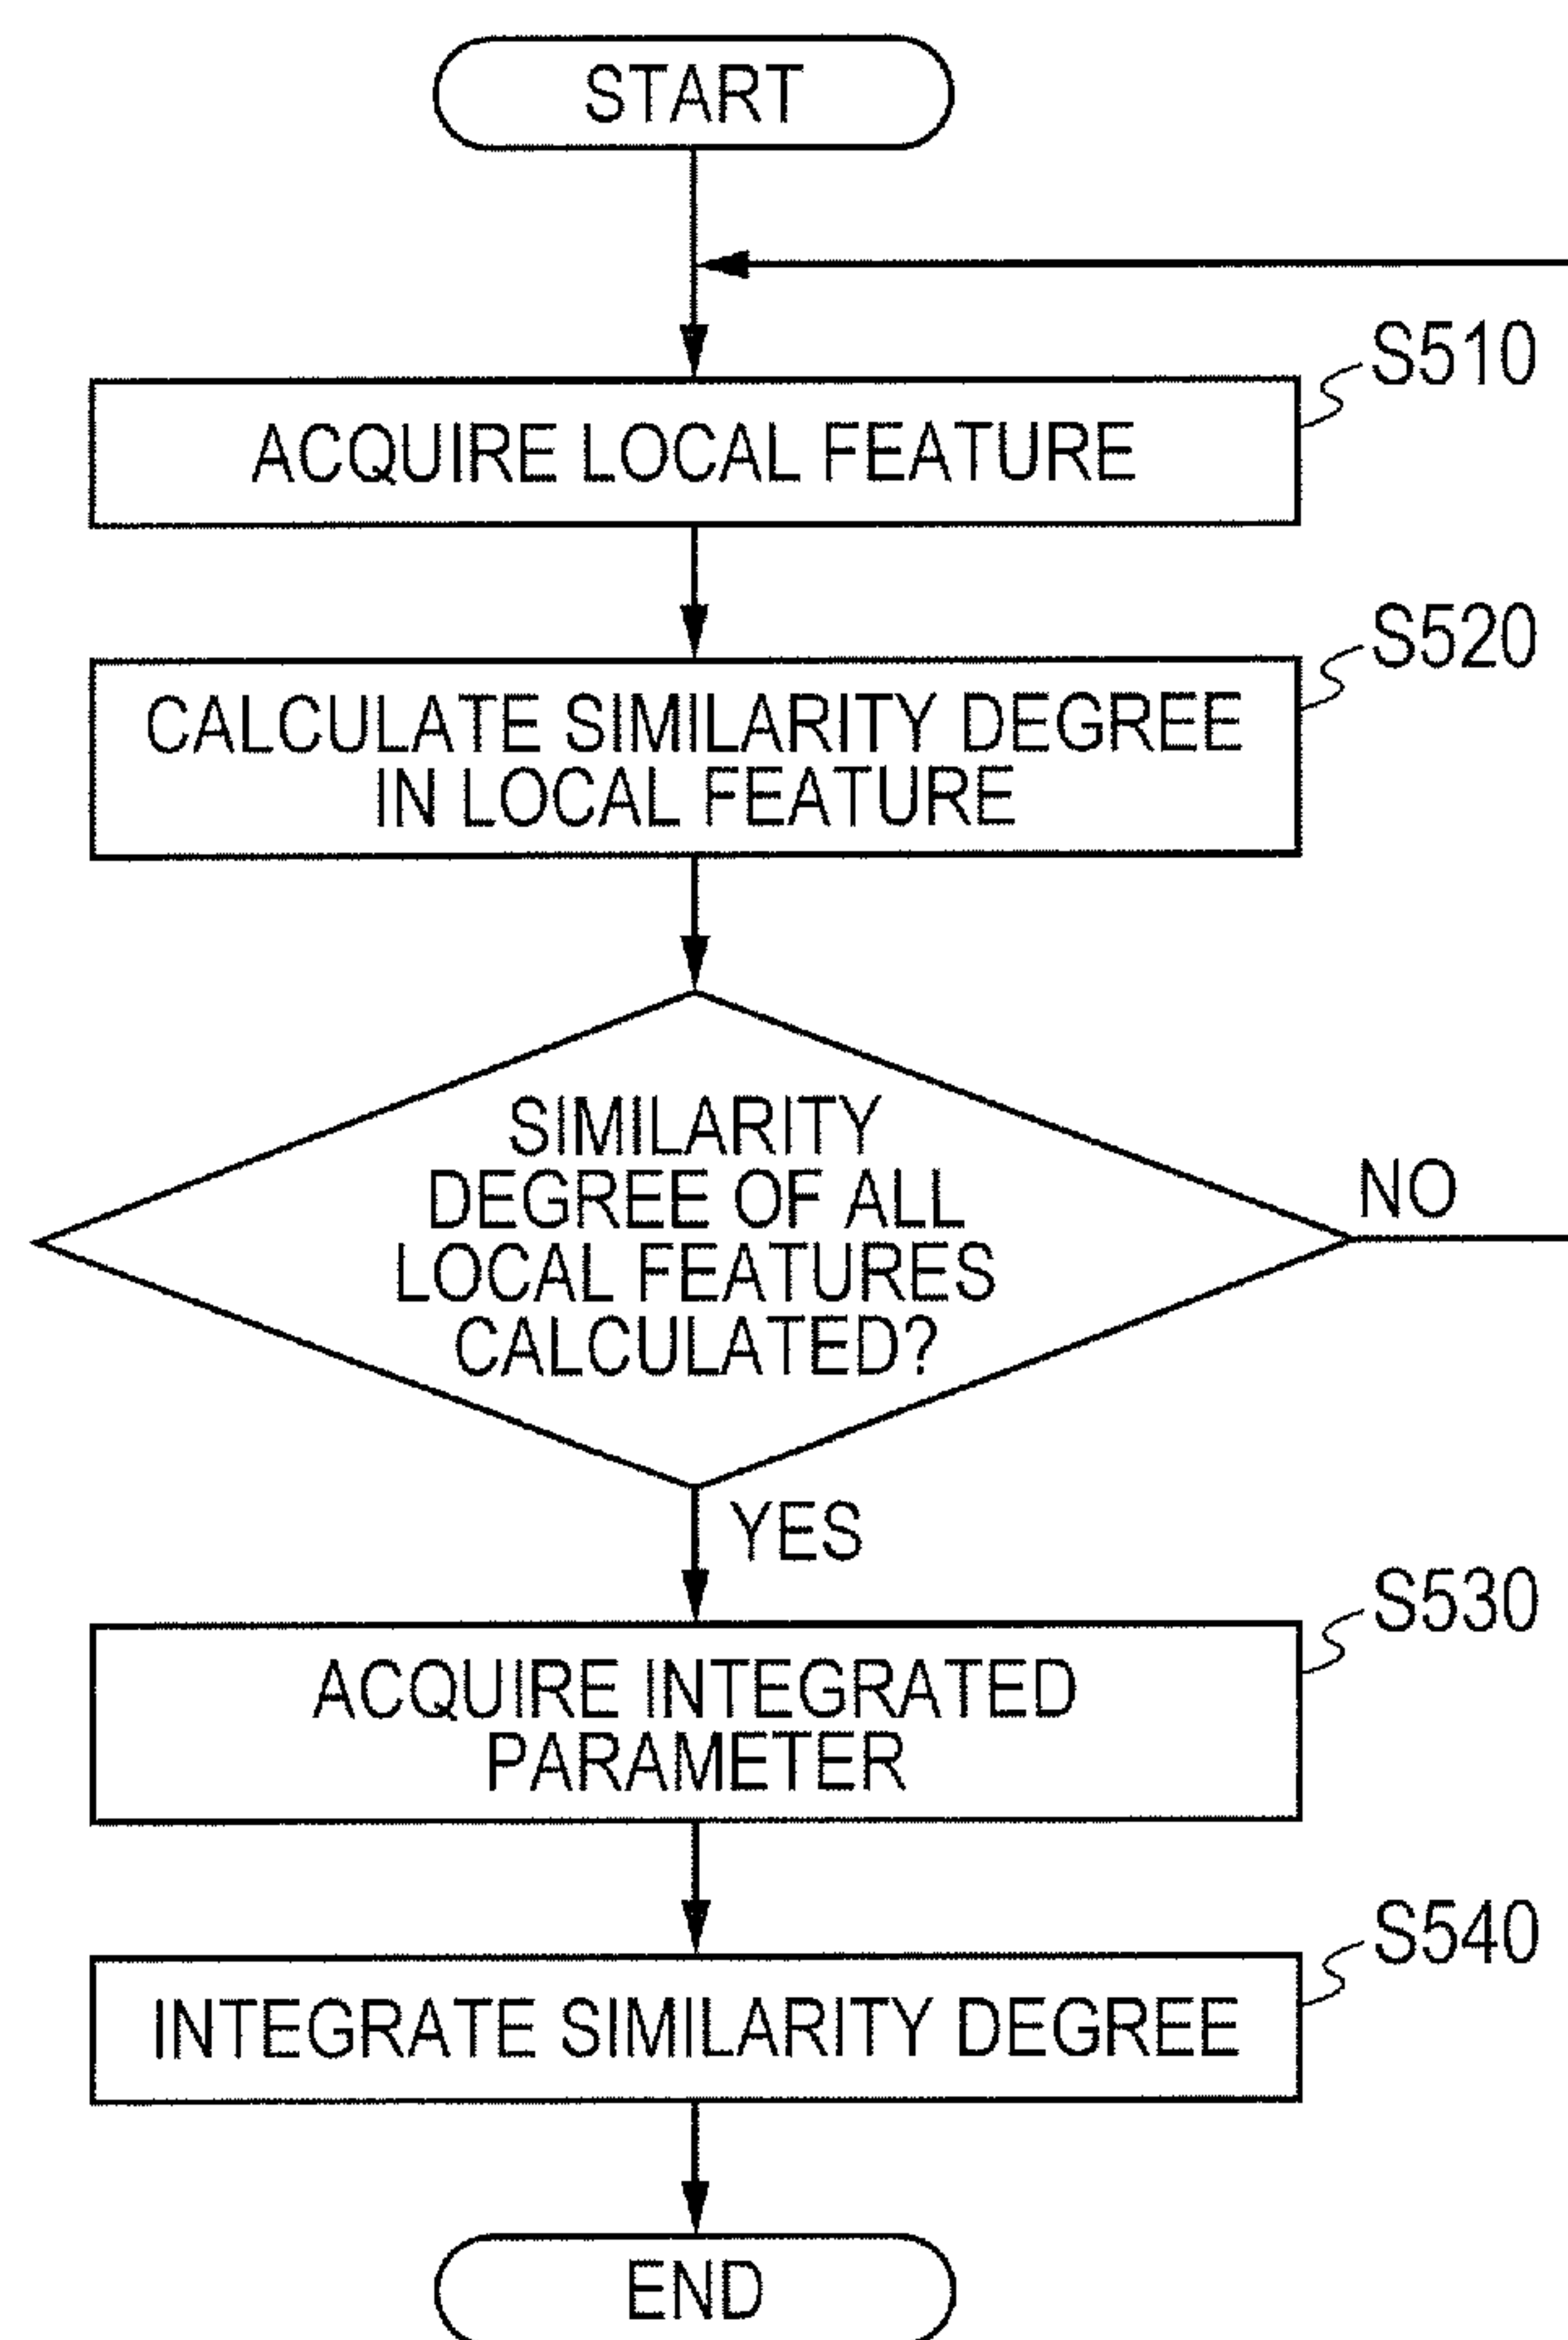 START
S510
ACQUIRE LOCAL FEATURE
S520
CALCULATE SIMILARITY DEGREE
IN LOCAL FEATURE
SIMILARITY
DEGREE OF ALL
LOCAL FEATURES
CALCULATED?
NO
YES
S530
ACQUIRE INTEGRATED
PARAMETER
S540
INTEGRATE SIMILARITY DEGREE
END